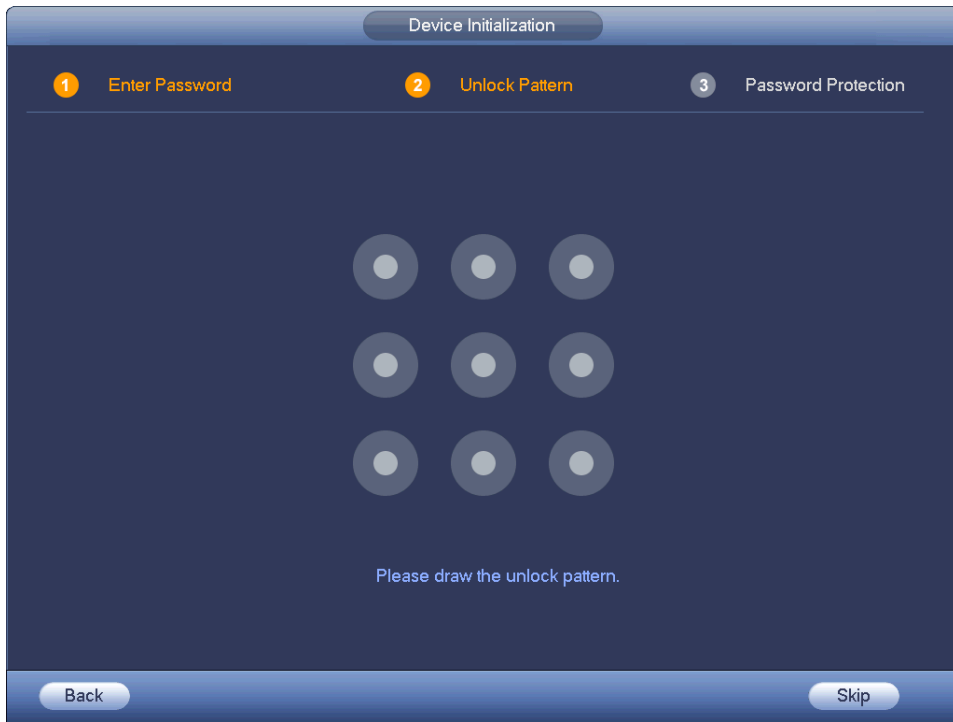 Device Initialization
1 Enter Password 2 Unlock Pattern 3 Password Protection
Please draw the unlock pattern.
Back Skip